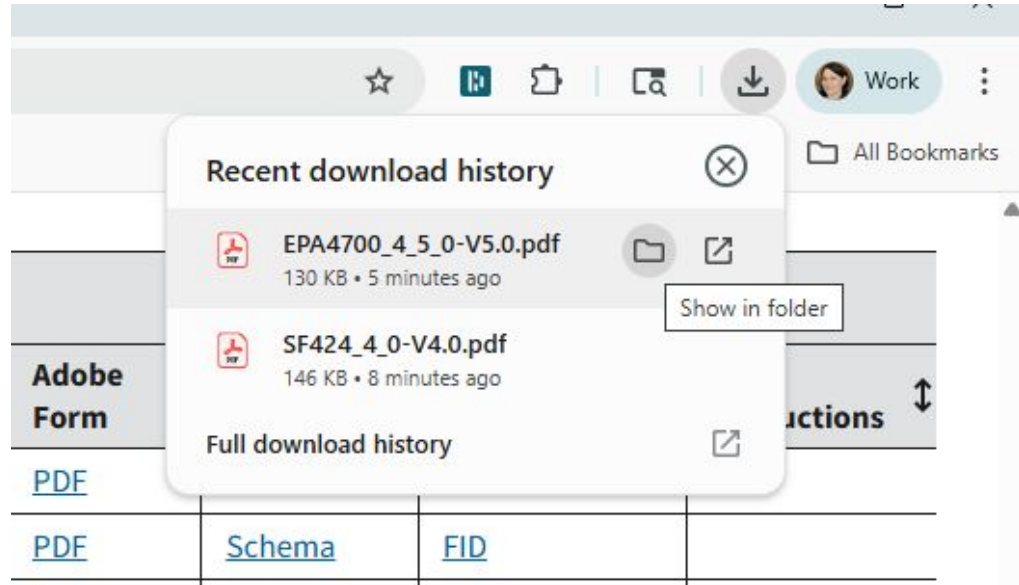 Work
All Bookmarks
Recent download history
EPA4700_4_5_0-V5.0.pdf
130 KB • 5 minutes ago
Show in folder
SF424_4_0-V4.0.pdf
146 KB • 8 minutes ago
Full download history
Adobe
Form
uctions
PDF
PDF Schema FID